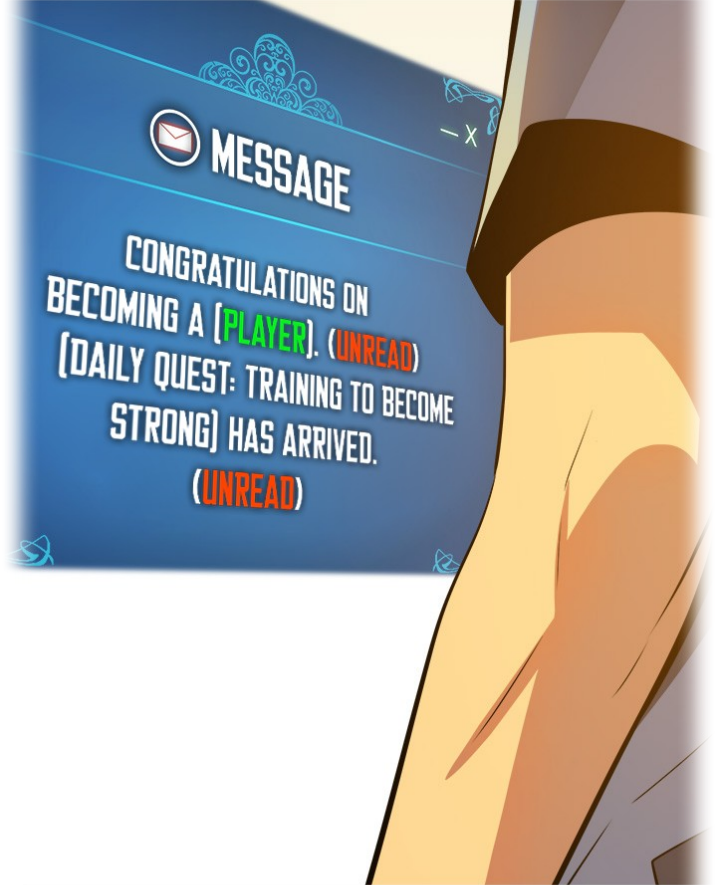 — X
MESSAGE
CONGRATULATIONS ON
BECOMING A [PLAYER]. (UNREAD)
[DAILY QUEST: TRAINING TO BECOME
STRONG] HAS ARRIVED.
(UNREAD)